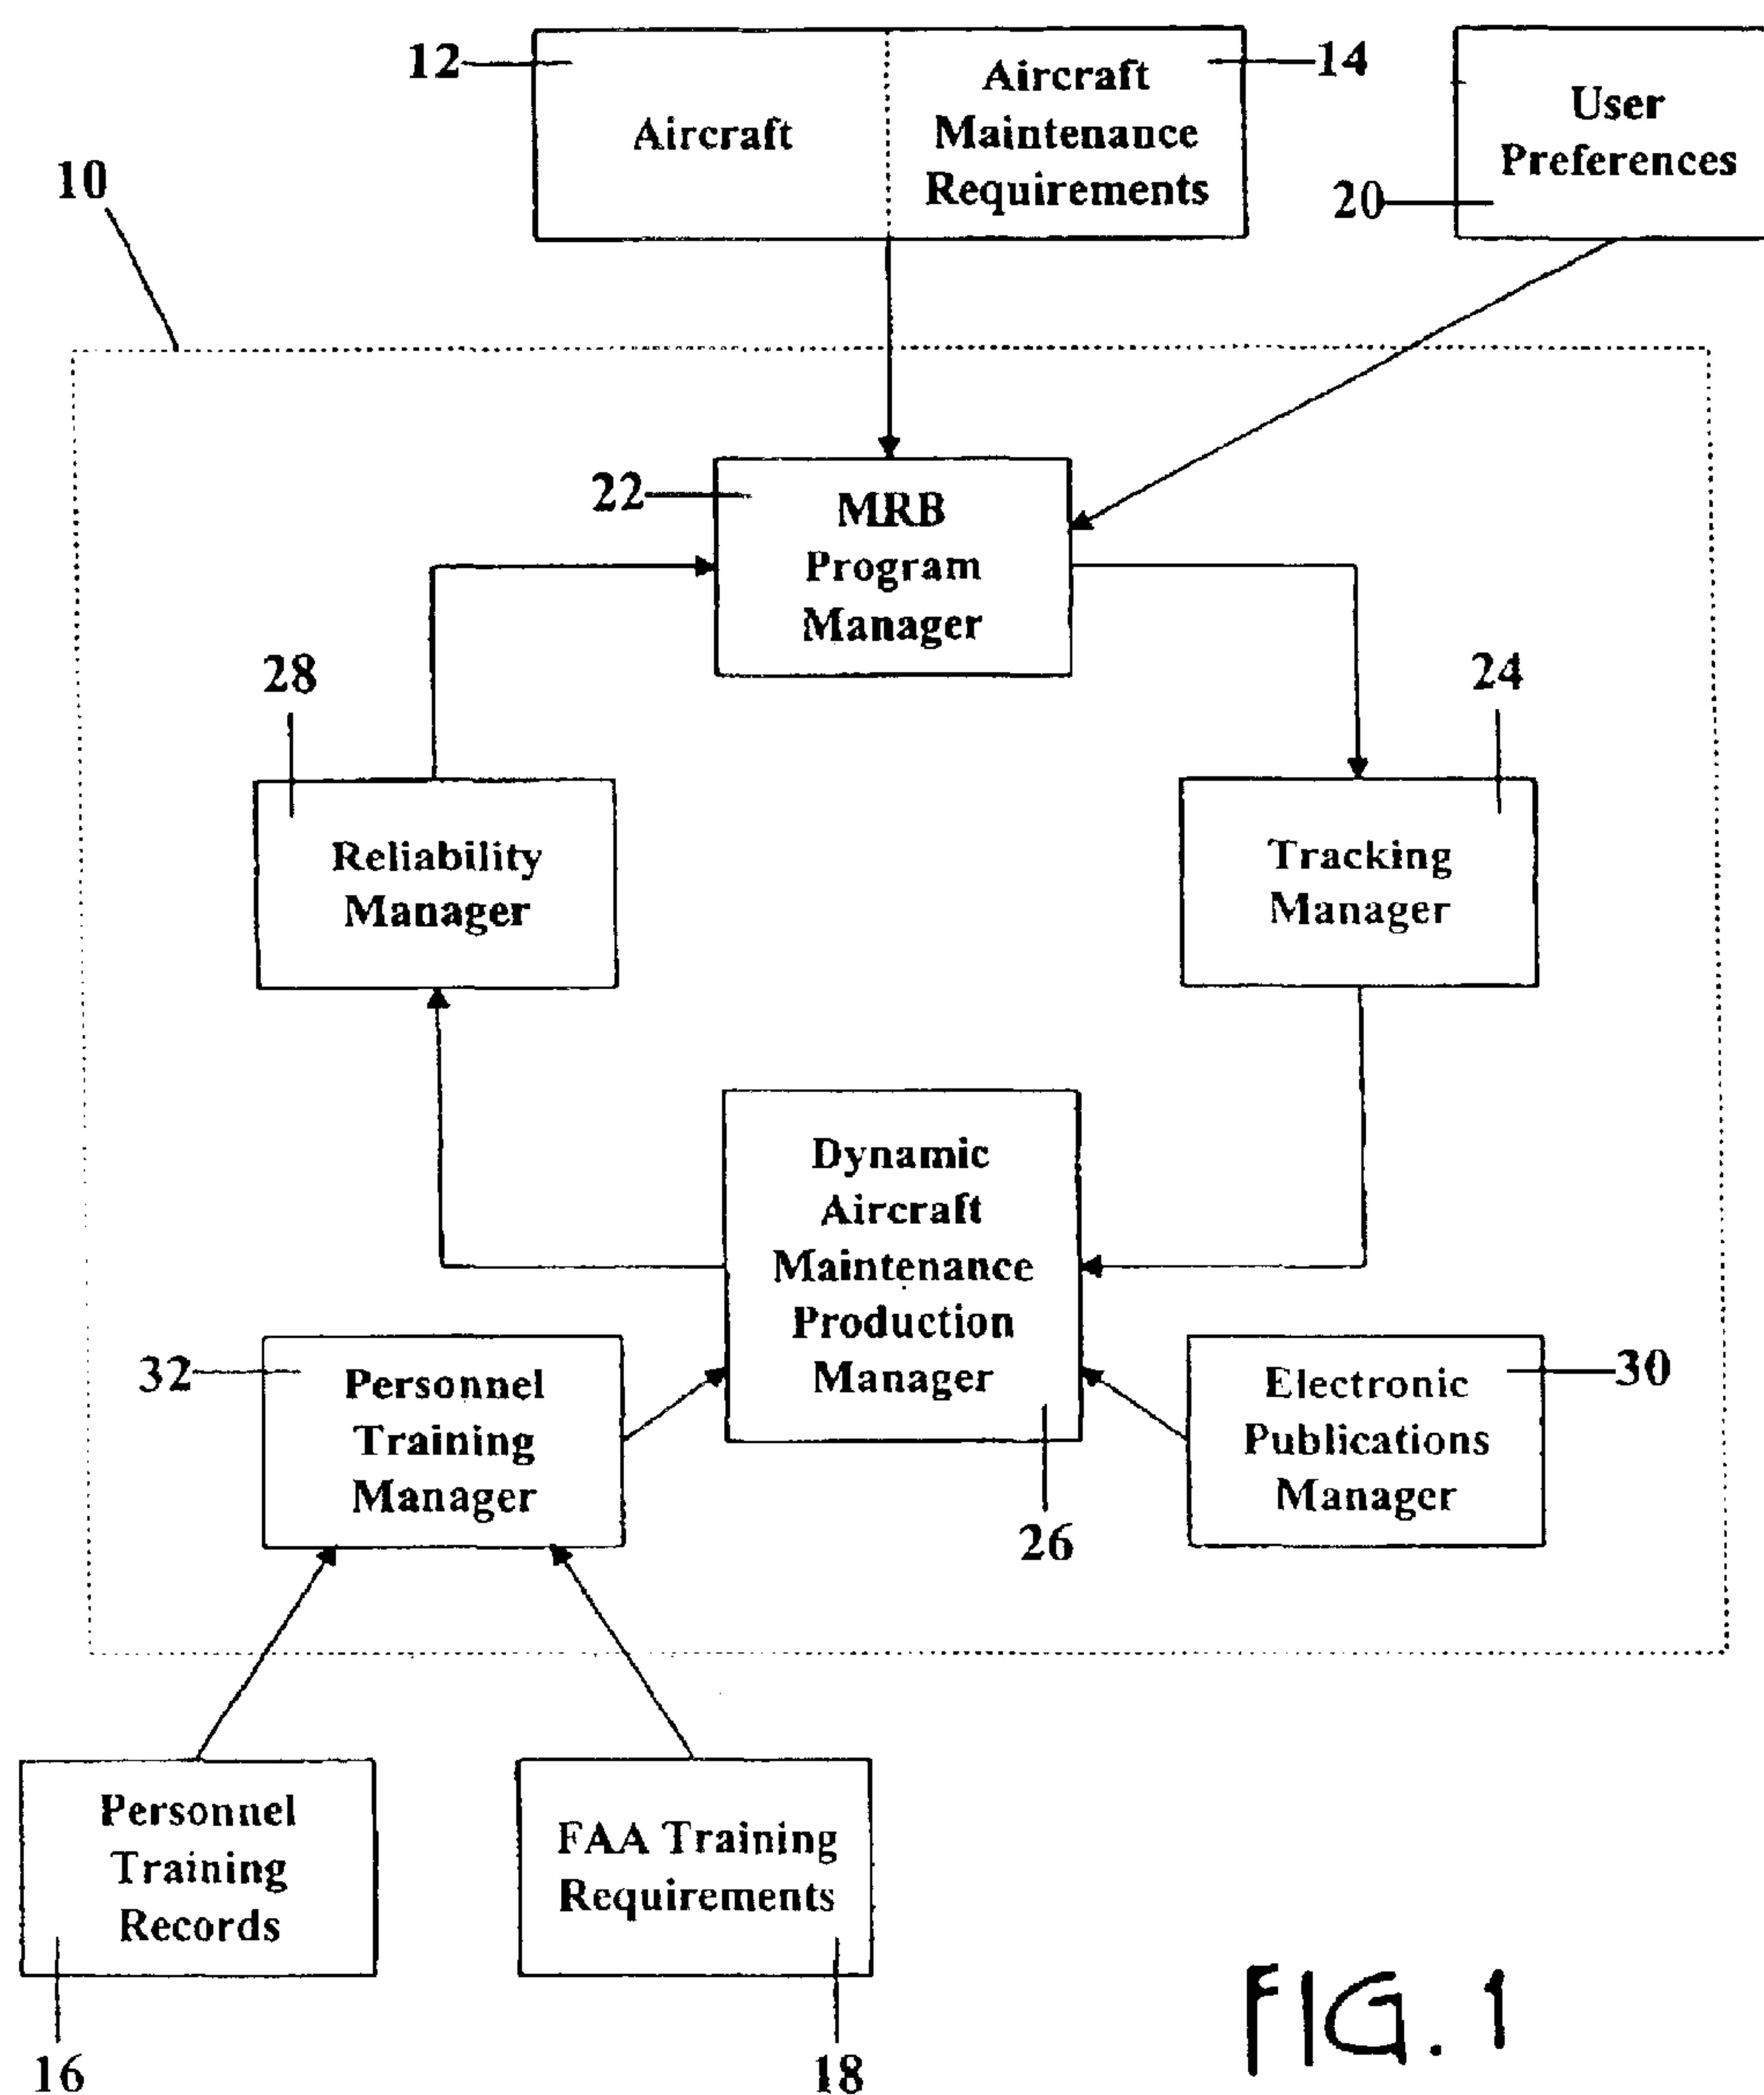 12
Aircraft
Aircraft
Maintenance
Requirements
14
User
Preferences
20
10
22
MRB
Program
Manager
28
Reliability
Manager
24
Tracking
Manager
Dynamic
Aircraft
Maintenance
Production
Manager
26
32
Personnel
Training
Manager
Electronic
Publications
Manager
30
Personnel
Training
Records
16
FAA Training
Requirements
18
FIG. 1